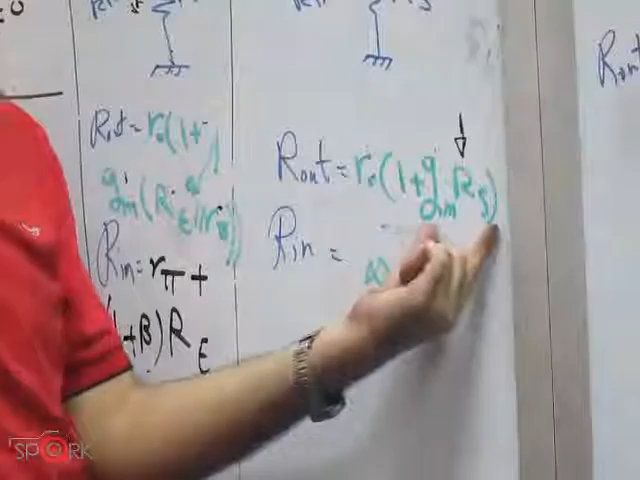 Rout = ro(1+
gm(RE||rπ))
Rin = rπ +
(1+β)RE
Rout = ro(1+gmRS)
Rin =
∞
Rout
SPORK